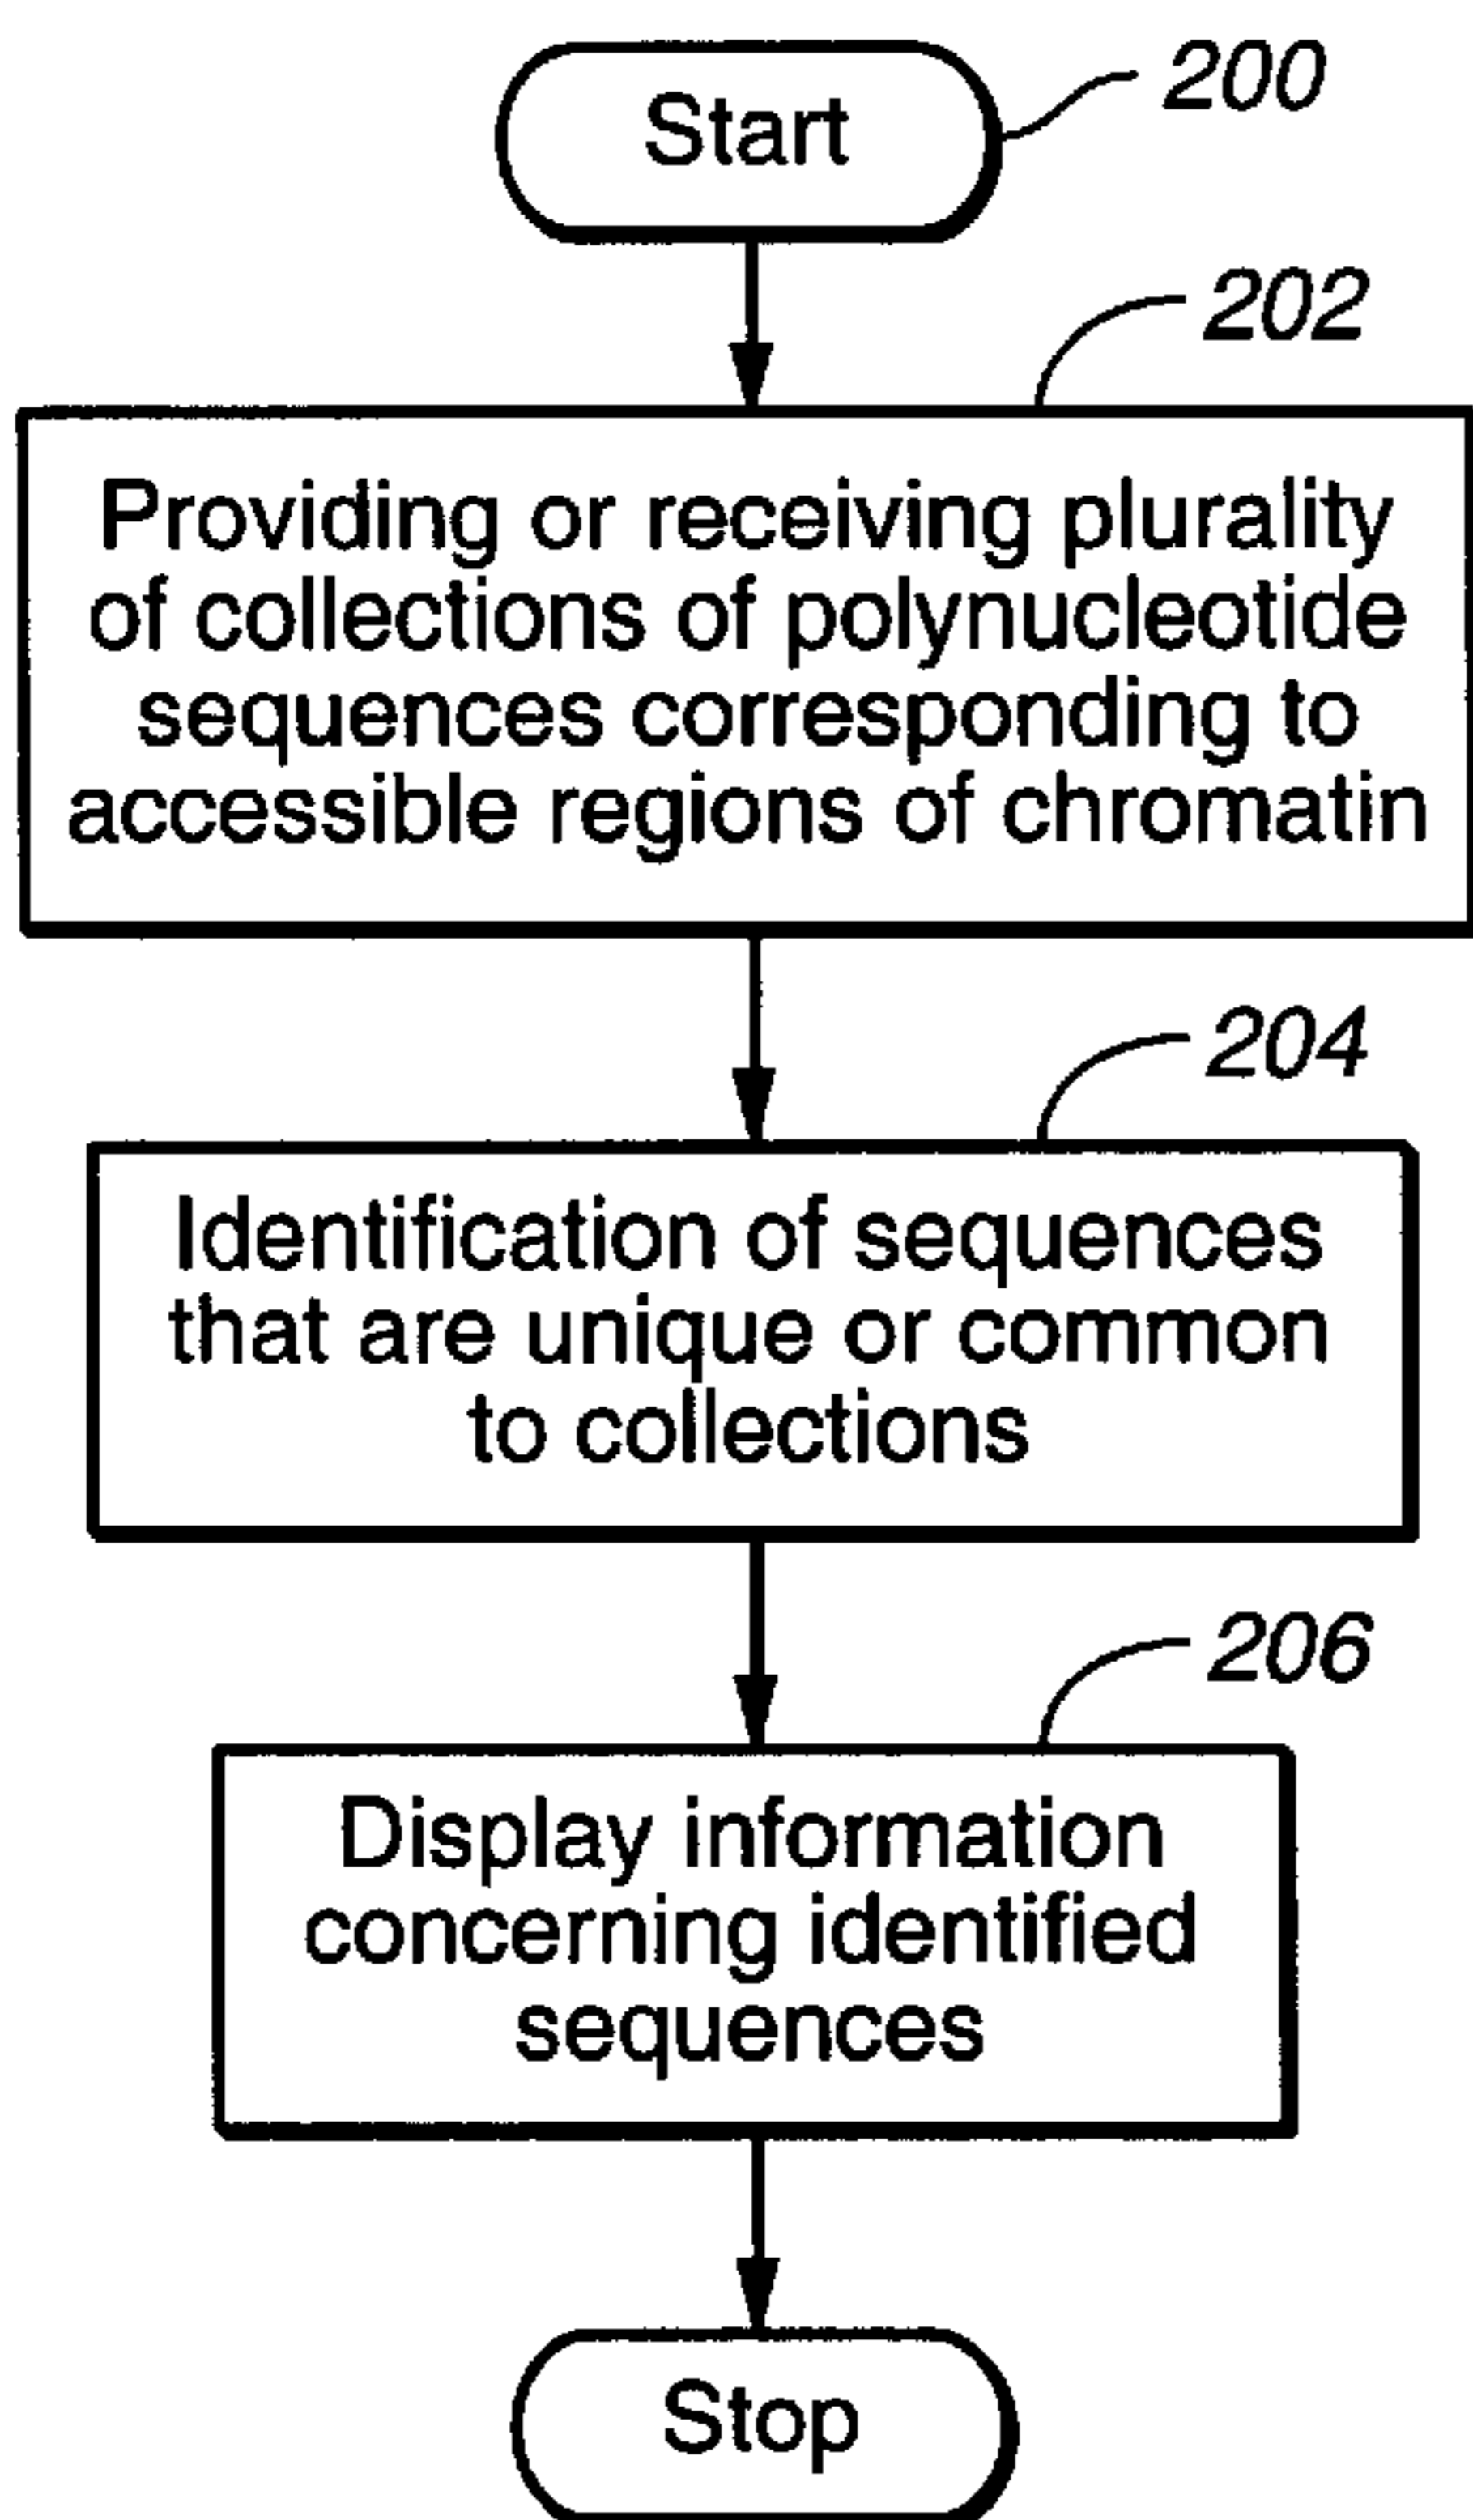 Start
200
202
Providing or receiving plurality
of collections of polynucleotide
sequences corresponding to
accessible regions of chromatin
204
Identification of sequences
that are unique or common
to collections
206
Display information
concerning identified
sequences
Stop